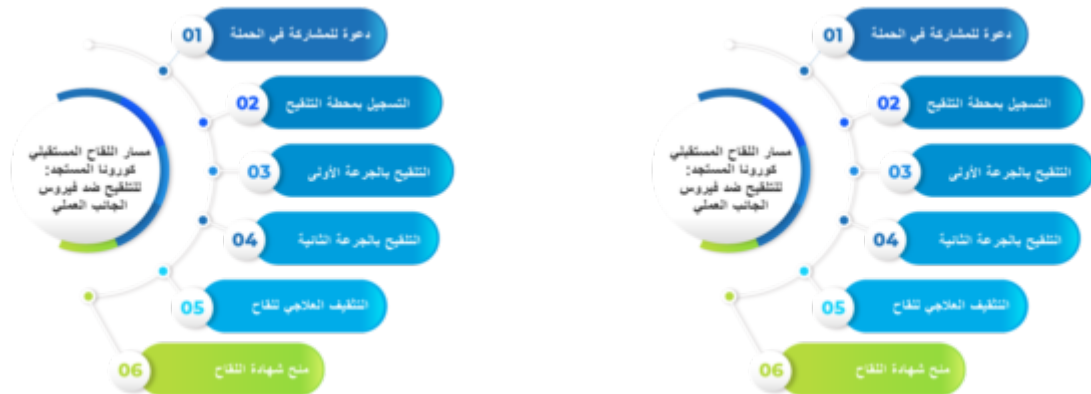 مسار اللقاح المستقبلي
كورونا المستجد:
للتلقيح ضد فيروس
الجانب العملي
01 دعوة للمشاركة في الحملة
02 التسجيل بمحطة التلقيح
03 التلقيح بالجرعة الأولى
04 التلقيح بالجرعة الثانية
05 التثقيف العلاجي للقاح
06 منح شهادة اللقاح
مسار اللقاح المستقبلي
كورونا المستجد:
للتلقيح ضد فيروس
الجانب العملي
01 دعوة للمشاركة في الحملة
02 التسجيل بمحطة التلقيح
03 التلقيح بالجرعة الأولى
04 التلقيح بالجرعة الثانية
05 التثقيف العلاجي للقاح
06 منح شهادة اللقاح